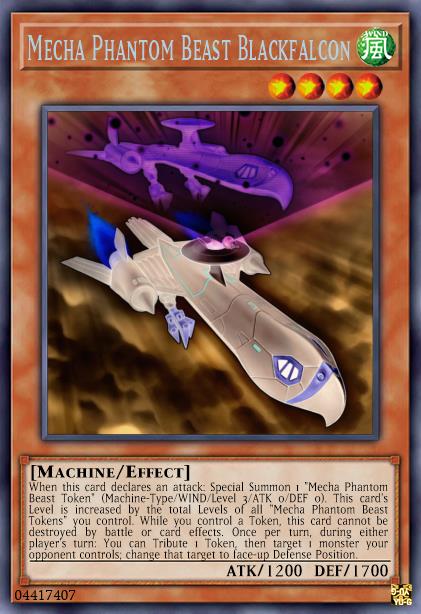 MECHA PHANTOM BEAST BLACKFALCON
WIND
風
[MACHINE/EFFECT]
When this card declares an attack: Special Summon 1 "Mecha Phantom
Beast Token" (Machine-Type/WIND/Level 3/ATK 0/DEF 0). This card's
Level is increased by the total Levels of all "Mecha Phantom Beast
Tokens" you control. While you control a Token, this card cannot be
destroyed by battle or card effects. Once per turn, during either
player's turn: You can Tribute 1 Token, then target 1 monster your
opponent controls; change that target to face-up Defense Position.
ATK/1200 DEF/1700
04417407